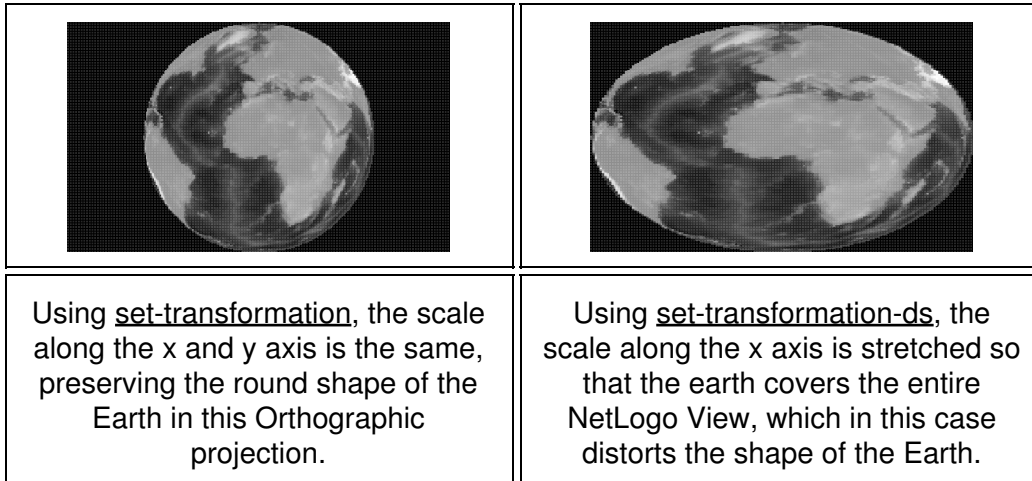 Using set-transformation, the scale
along the x and y axis is the same,
preserving the round shape of the
Earth in this Orthographic
projection.
Using set-transformation-ds, the
scale along the x axis is stretched so
that the earth covers the entire
NetLogo View, which in this case
distorts the shape of the Earth.